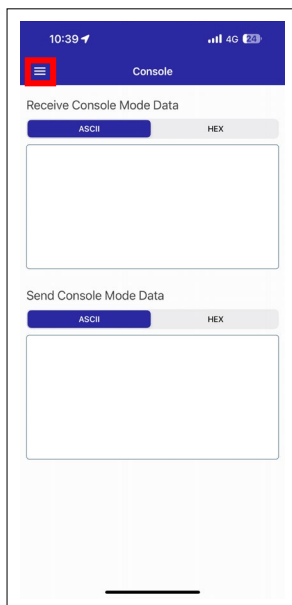 10:39 4G 24
Console
Receive Console Mode Data
ASCII HEX
Send Console Mode Data
ASCII HEX